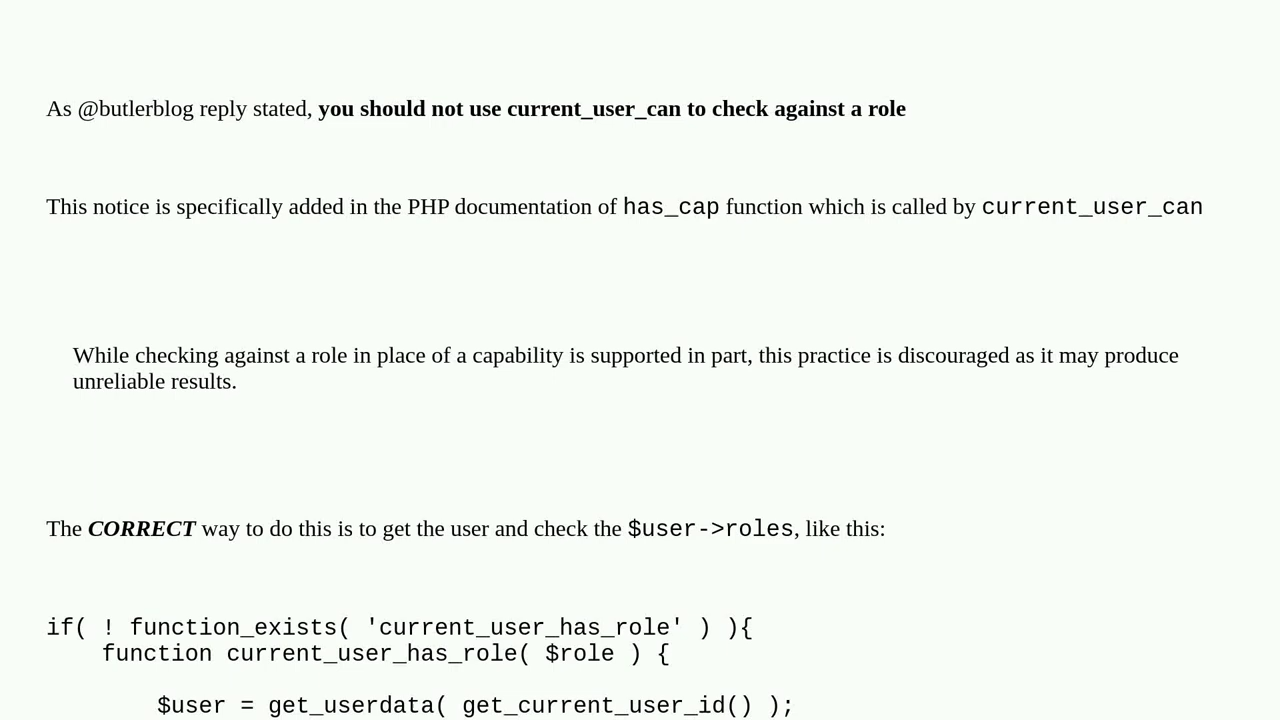 As @butlerblog reply stated, you should not use current_user_can to check against a role
This notice is specifically added in the PHP documentation of has_cap function which is called by current_user_can
While checking against a role in place of a capability is supported in part, this practice is discouraged as it may produce
unreliable results.
The CORRECT way to do this is to get the user and check the $user->roles, like this:
if( ! function_exists( 'current_user_has_role' ) ){
    function current_user_has_role( $role ) {
        $user = get_userdata( get_current_user_id() );